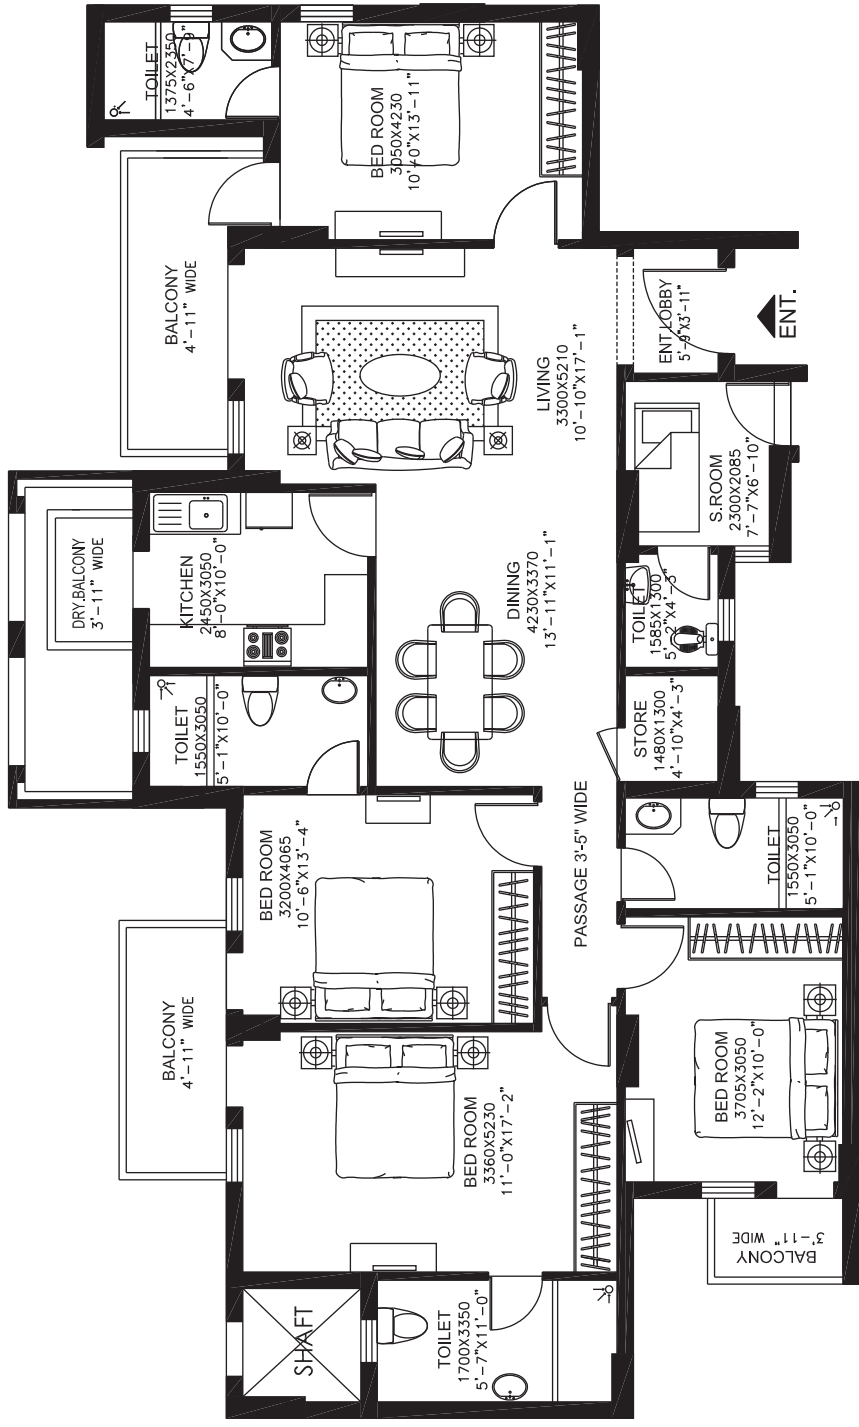 TOILET
1375X2350
4'-6"X7'-9"
BED ROOM
3050X4230
10'-0"X13'-11"
BALCONY
4'-11" WIDE
ENT.LOBBY
5'-9"X3'-11"
ENT.
LIVING
3300X5210
10'-10"X17'-1"
S.ROOM
2300X2085
7'-7"X6'-10"
DRY.BALCONY
3'-11" WIDE
KITCHEN
2450X3050
8'-0"X10'-0"
DINING
4230X3370
13'-11"X11'-1"
TOILET
1585X1300
5'-2"X4'-3"
TOILET
1550X3050
5'-1"X10'-0"
STORE
1480X1300
4'-10"X4'-3"
BED ROOM
3200X4065
10'-6"X13'-4"
PASSAGE 3'-5" WIDE
TOILET
1550X3050
5'-1"X10'-0"
BALCONY
4'-11" WIDE
BED ROOM
3360X5230
11'-0"X17'-2"
BED ROOM
3705X3050
12'-2"X10'-0"
BALCONY
3'-11" WIDE
SHAFT
TOILET
1700X3350
5'-7"X11'-0"